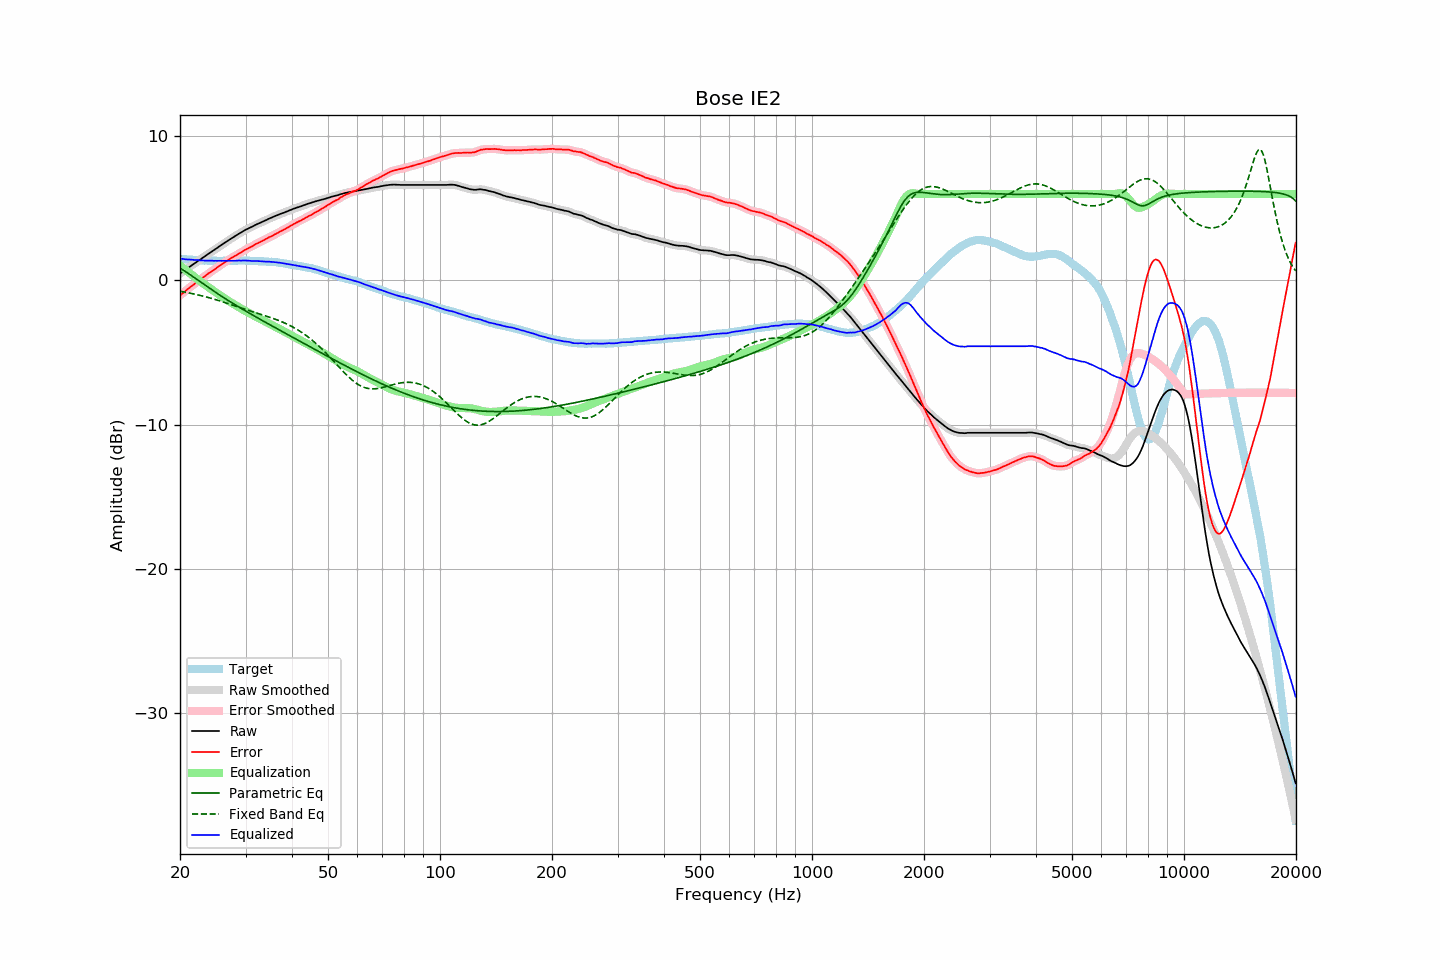 Bose IE2
Amplitude (dBr)
10
0
−10
−20
−30
Target
Raw Smoothed
Error Smoothed
Raw
Error
Equalization
Parametric Eq
Fixed Band Eq
Equalized
20 50 100 200 500 1000 2000 5000 10000 20000
Frequency (Hz)